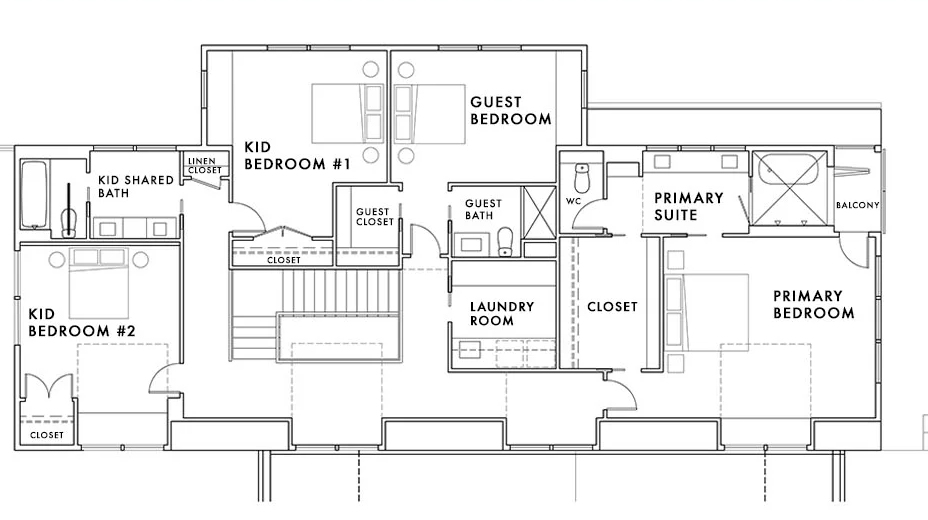 GUEST
BEDROOM
KID
BEDROOM #1
LINEN
CLOSET
KID SHARED
BATH
GUEST
CLOSET
GUEST
BATH
WC
PRIMARY
SUITE
BALCONY
CLOSET
KID
BEDROOM #2
LAUNDRY
ROOM
CLOSET
PRIMARY
BEDROOM
CLOSET